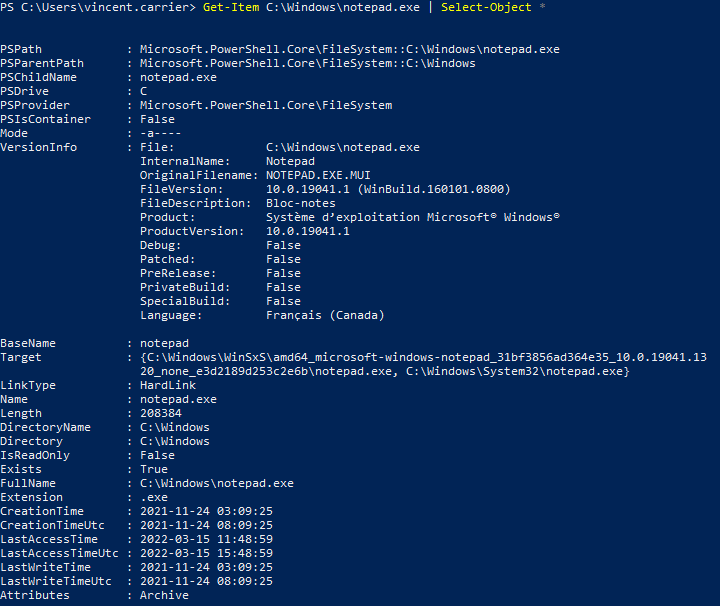 PS C:\Users\vincent.carrier> Get-Item C:\Windows\notepad.exe | Select-Object *
PSPath : Microsoft.PowerShell.Core\FileSystem::C:\Windows\notepad.exe
PSParentPath : Microsoft.PowerShell.Core\FileSystem::C:\Windows
PSChildName : notepad.exe
PSDrive : C
PSProvider : Microsoft.PowerShell.Core\FileSystem
PSIsContainer : False
Mode : -a----
VersionInfo : File: C:\Windows\notepad.exe
InternalName: Notepad
OriginalFilename: NOTEPAD.EXE.MUI
FileVersion: 10.0.19041.1 (WinBuild.160101.0800)
FileDescription: Bloc-notes
Product: Système d’exploitation Microsoft® Windows®
ProductVersion: 10.0.19041.1
Debug: False
Patched: False
PreRelease: False
PrivateBuild: False
SpecialBuild: False
Language: Français (Canada)
BaseName : notepad
Target : {C:\Windows\WinSxS\amd64_microsoft-windows-notepad_31bf3856ad364e35_10.0.19041.13
20_none_e3d2189d253c2e6b\notepad.exe, C:\Windows\System32\notepad.exe}
LinkType : HardLink
Name : notepad.exe
Length : 208384
DirectoryName : C:\Windows
Directory : C:\Windows
IsReadOnly : False
Exists : True
FullName : C:\Windows\notepad.exe
Extension : .exe
CreationTime : 2021-11-24 03:09:25
CreationTimeUtc : 2021-11-24 08:09:25
LastAccessTime : 2022-03-15 11:48:59
LastAccessTimeUtc : 2022-03-15 15:48:59
LastWriteTime : 2021-11-24 03:09:25
LastWriteTimeUtc : 2021-11-24 08:09:25
Attributes : Archive